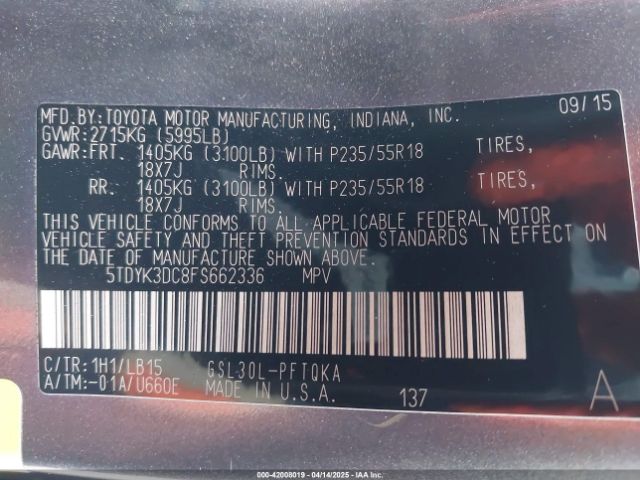 MFD.BY:TOYOTA MOTOR MANUFACTURING, INDIANA, INC. 09/15
GVWR:2715KG (5995LB)
GAWR:FRT. 1405KG (3100LB) WITH P235/55R18 TIRES,
18X7J RIMS.
RR. 1405KG (3100LB) WITH P235/55R18 TIRES,
18X7J RIMS.
THIS VEHICLE CONFORMS TO ALL APPLICABLE FEDERAL MOTOR
VEHICLE SAFETY AND THEFT PREVENTION STANDARDS IN EFFECT ON
THE DATE OF MANUFACTURE SHOWN ABOVE.
5TDYK3DC8FS662336 MPV
C/TR:1H1/LB15 GSL30L-PFTQKA
A/TM:-01A/U660E MADE IN U.S.A. 137 A
000-42008019 - 04/14/2025 - IAAI.com